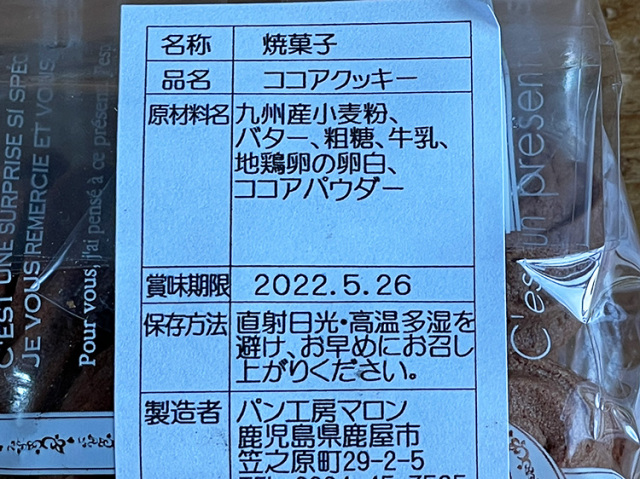 名称 焼菓子
品名 ココアクッキー
原材料名 九州産小麦粉、
バター、粗糖、牛乳、
地鶏卵の卵白、
ココアパウダー
賞味期限 2022.5.26
保存方法 直射日光・高温多湿を
避け、お早めにお召し
上がりください。
製造者 パン工房マロン
鹿児島県鹿屋市
笠之原町29-2-5
C'EST UNE SURPRISE SI SPEC
JE VOUS REMERCIE ET VOUS
Pour vous, j'ai pensé à ce présent. J'es
C'est un present